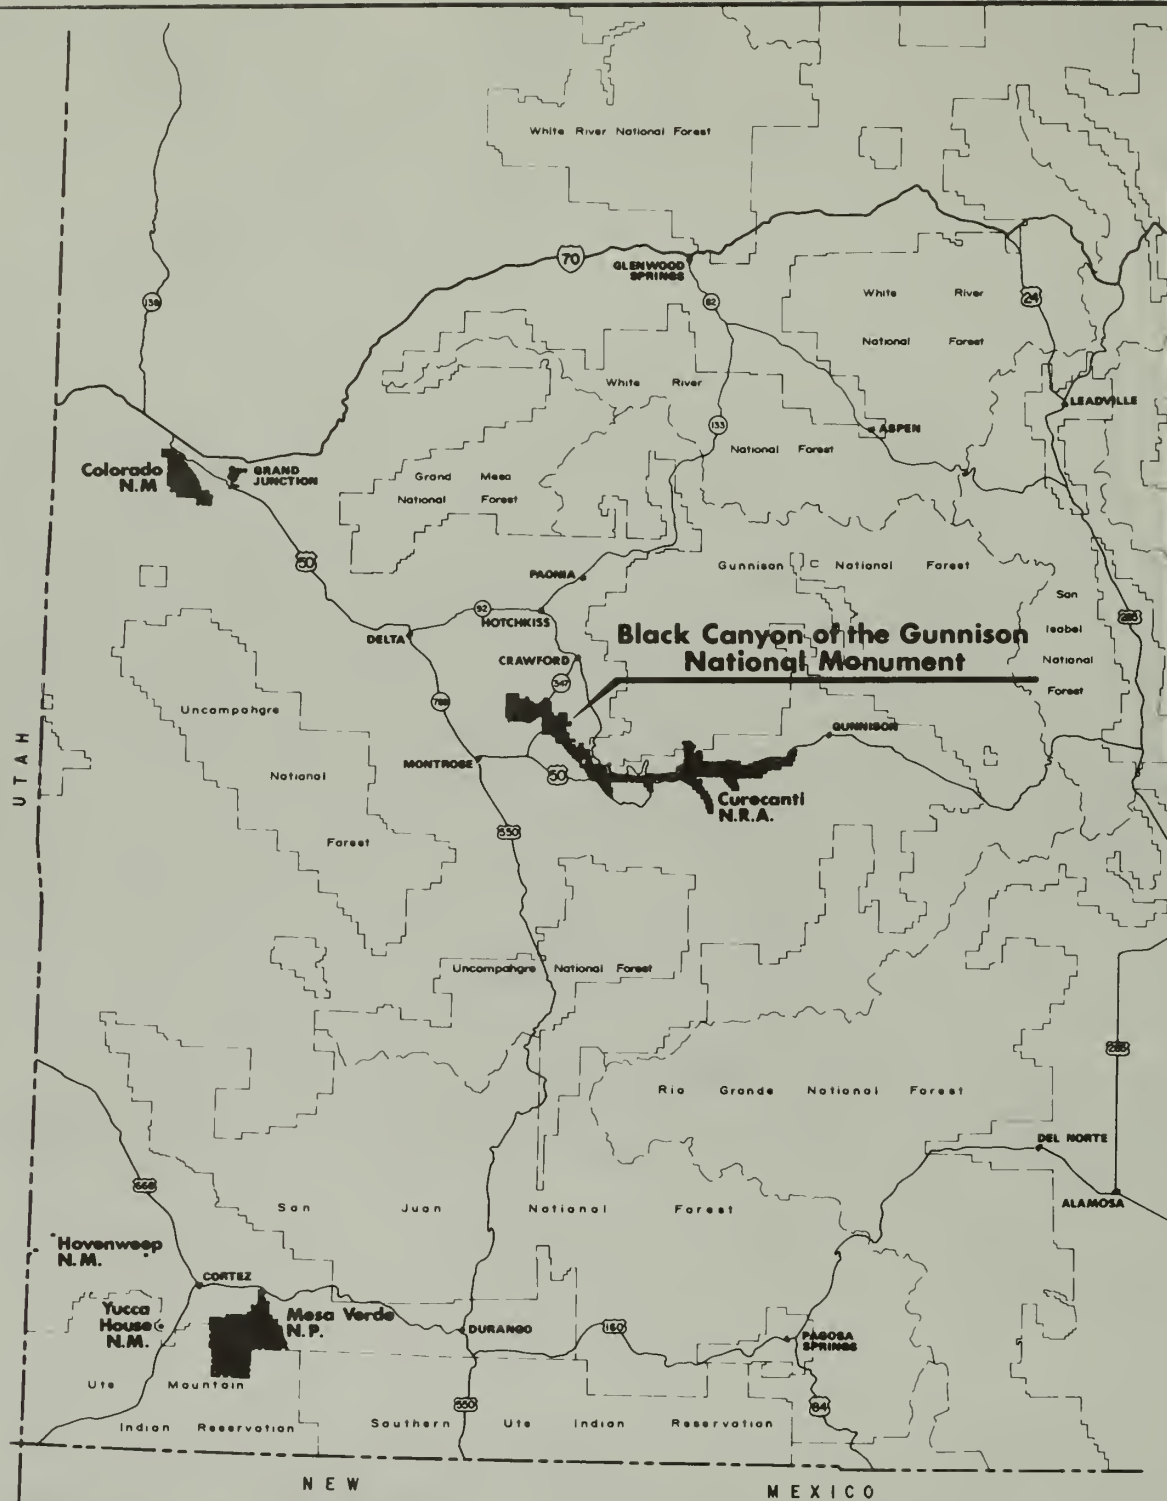 White River National Forest
70
GLENWOOD
SPRINGS
139
82
White River
National Forest
24
White River
LEADVILLE
133
ASPEN
National Forest
Colorado
N.M
GRAND
JUNCTION
Grand Mesa
National Forest
50
PAONIA
Gunnison National Forest
San
Isabel
National
Forest
92
HOTCHKISS
285
DELTA
Black Canyon of the Gunnison
National Monument
CRAWFORD
347
789
Uncompahgre
National
Forest
GUNNISON
UTAH
MONTROSE
50
Curecanti
N.R.A.
550
Uncompahgre National Forest
285
Rio Grande National Forest
DEL NORTE
666
ALAMOSA
San Juan National Forest
Hovenweep
N.M.
CORTEZ
Yucca
House
N.M.
Mesa Verde
N.P.
DURANGO
160
PAGOSA
SPRINGS
Ute Mountain
Indian Reservation
550
Southern Ute Indian Reservation
84
NEW MEXICO